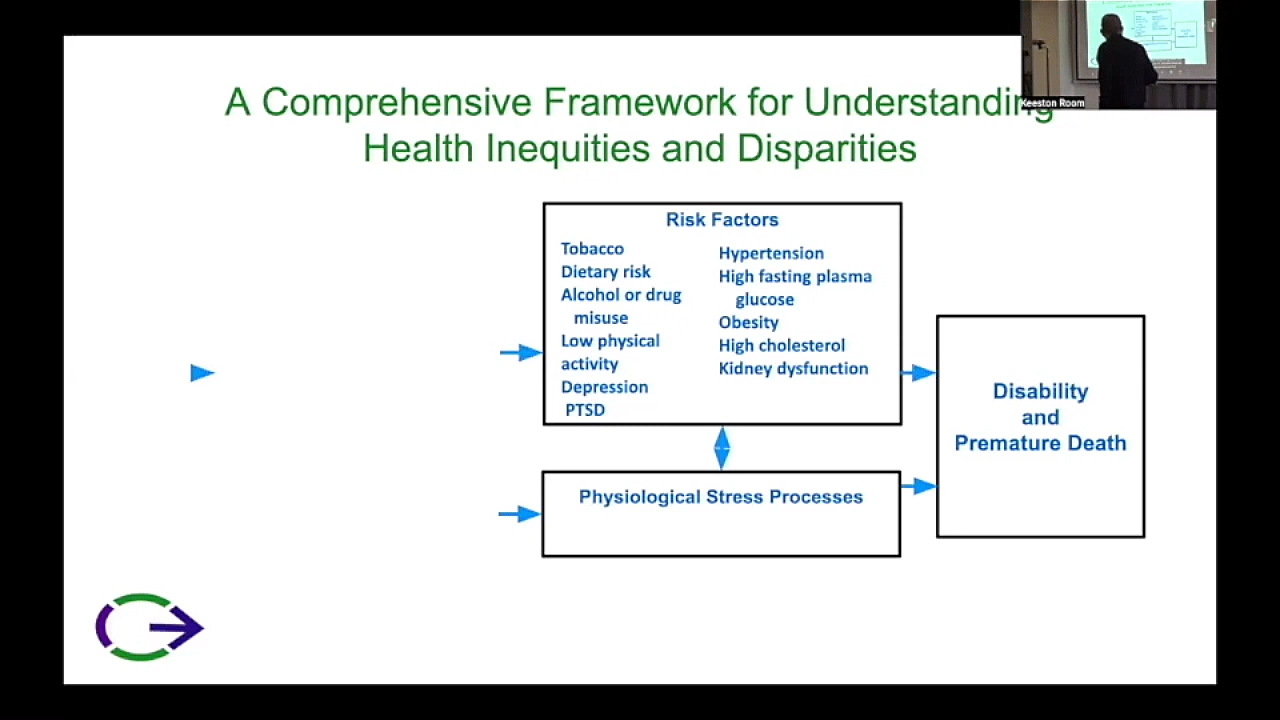 A Comprehensive Framework for Understanding
Health Inequities and Disparities
Keeston Room
Risk Factors
Tobacco
Dietary risk
Alcohol or drug
misuse
Low physical
activity
Depression
PTSD
Hypertension
High fasting plasma
glucose
Obesity
High cholesterol
Kidney dysfunction
Physiological Stress Processes
Disability
and
Premature Death